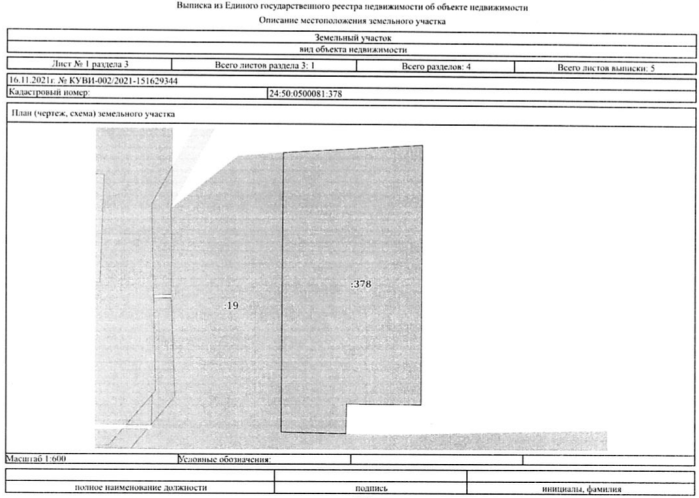 Выписка из Единого государственного реестра недвижимости об объекте недвижимости
Описание местоположения земельного участка
Земельный участок
вид объекта недвижимости
Лист № 1 раздела 3 Всего листов раздела 3: 1 Всего разделов: 4 Всего листов выписки: 5
16.11.2021г. № КУВИ-002/2021-151629344
Кадастровый номер: 24:50:0500081:378
План (чертеж, схема) земельного участка
:378
:19
Масштаб 1:600 Условные обозначения:
полное наименование должности подпись инициалы, фамилия